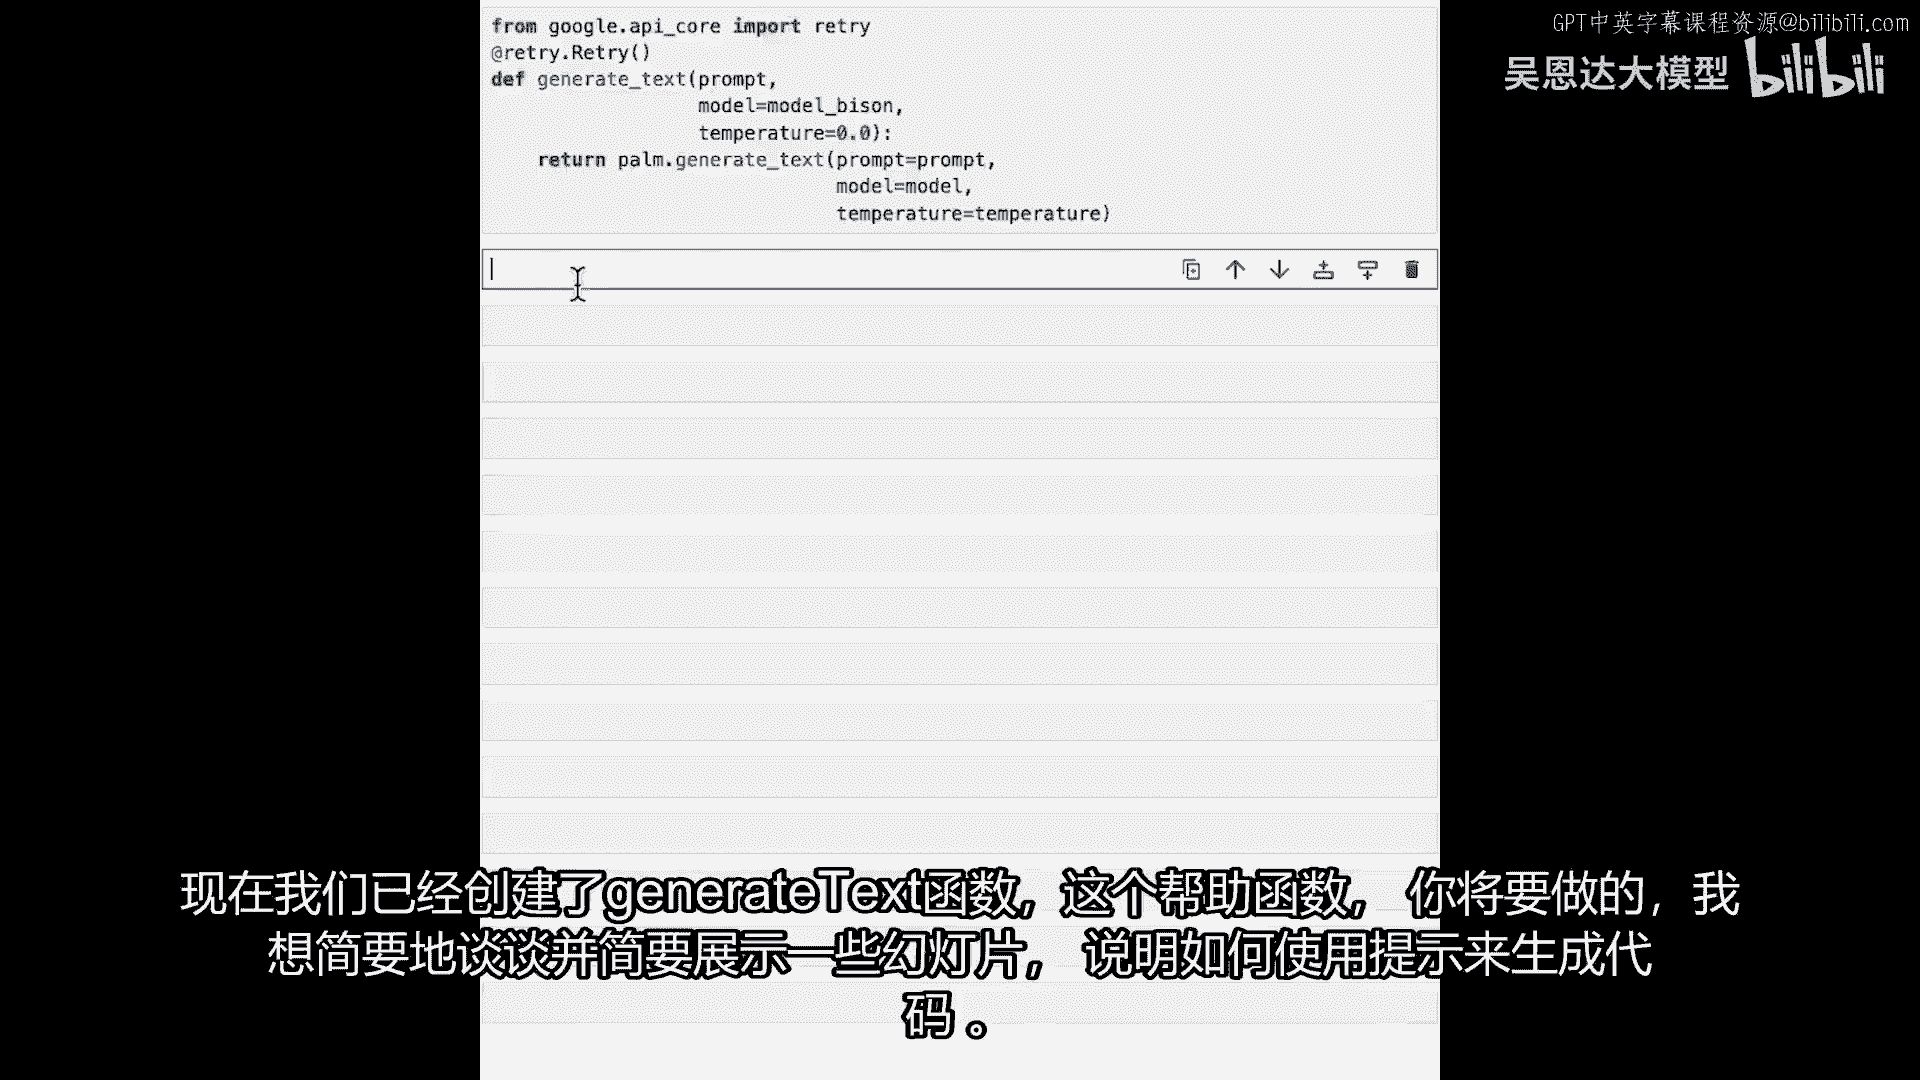 GPT中英字幕课程资源@bilibili.com
吴恩达大模型 bilibili
from google.api_core import retry
@retry.Retry()
def generate_text(prompt,
                  model=model_bison,
                  temperature=0.0):
    return palm.generate_text(prompt=prompt,
                              model=model,
                              temperature=temperature)
现在我们已经创建了generateText函数，这个帮助函数， 你将要做的，我
想简要地谈谈并简要展示一些幻灯片， 说明如何使用提示来生成代
码 。